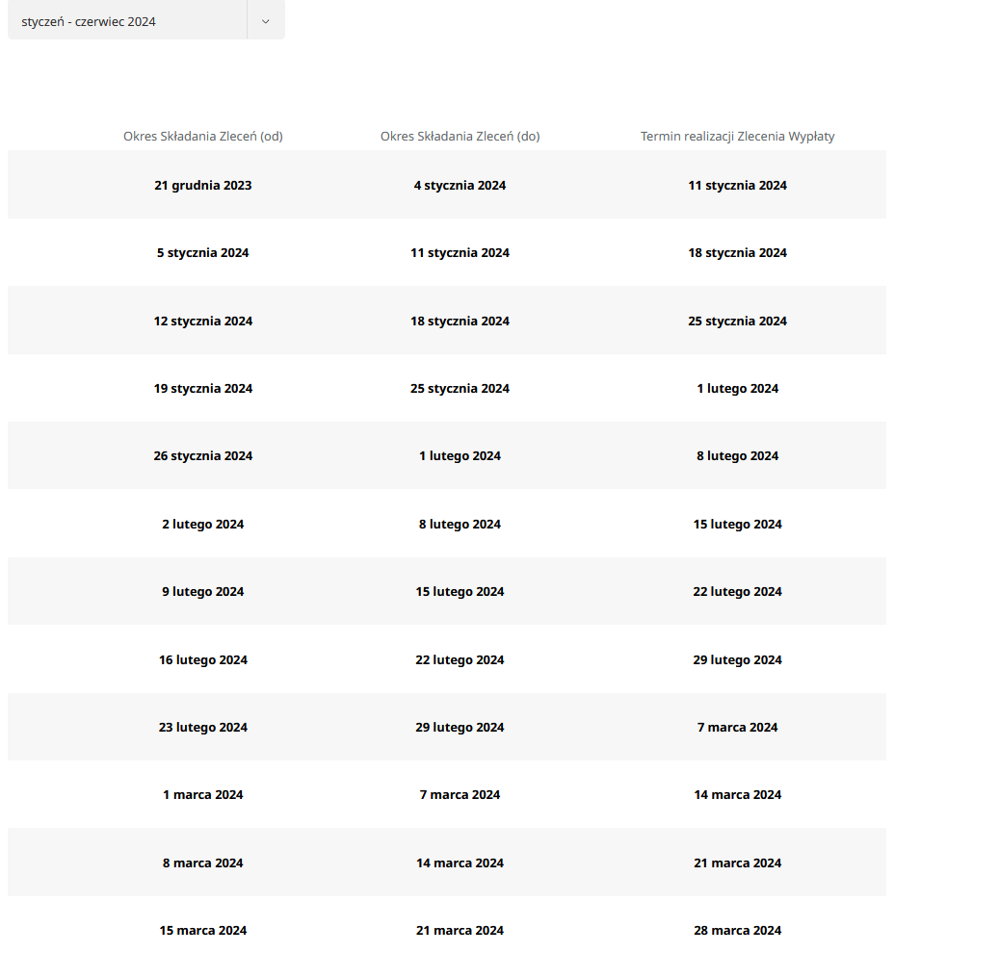 styczeń - czerwiec 2024
Okres Składania Zleceń (od) Okres Składania Zleceń (do) Termin realizacji Zlecenia Wypłaty
21 grudnia 2023 4 stycznia 2024 11 stycznia 2024
5 stycznia 2024 11 stycznia 2024 18 stycznia 2024
12 stycznia 2024 18 stycznia 2024 25 stycznia 2024
19 stycznia 2024 25 stycznia 2024 1 lutego 2024
26 stycznia 2024 1 lutego 2024 8 lutego 2024
2 lutego 2024 8 lutego 2024 15 lutego 2024
9 lutego 2024 15 lutego 2024 22 lutego 2024
16 lutego 2024 22 lutego 2024 29 lutego 2024
23 lutego 2024 29 lutego 2024 7 marca 2024
1 marca 2024 7 marca 2024 14 marca 2024
8 marca 2024 14 marca 2024 21 marca 2024
15 marca 2024 21 marca 2024 28 marca 2024